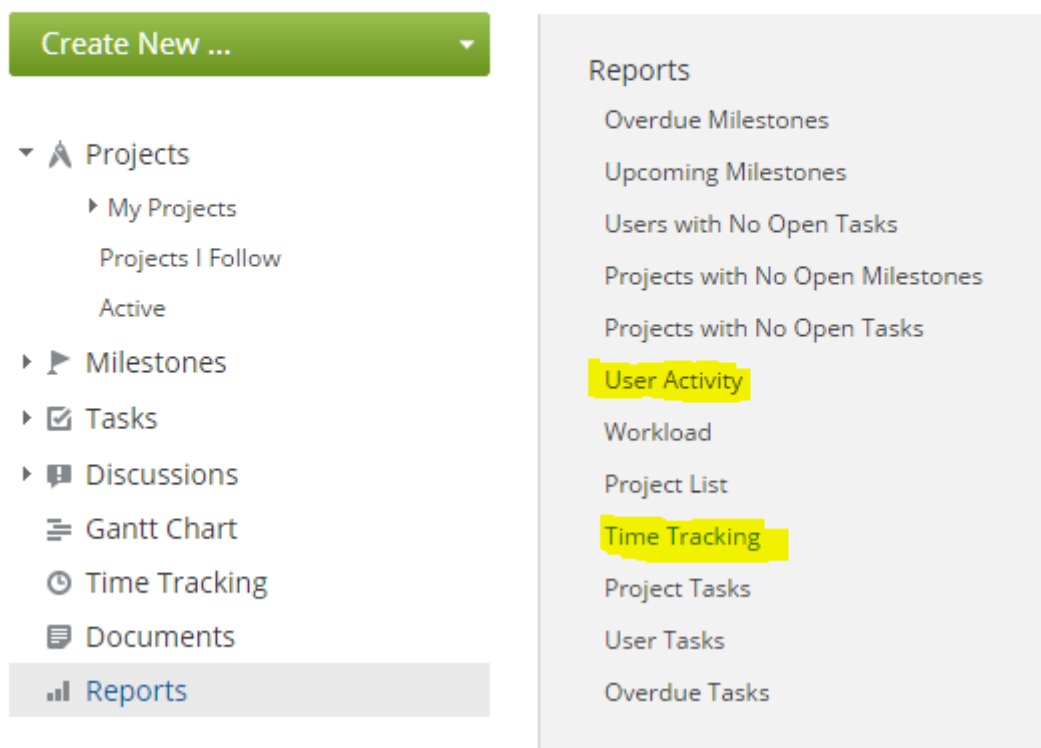 Create New ...
Projects
My Projects
Projects I Follow
Active
Milestones
Tasks
Discussions
Gantt Chart
Time Tracking
Documents
Reports
Reports
Overdue Milestones
Upcoming Milestones
Users with No Open Tasks
Projects with No Open Milestones
Projects with No Open Tasks
User Activity
Workload
Project List
Time Tracking
Project Tasks
User Tasks
Overdue Tasks